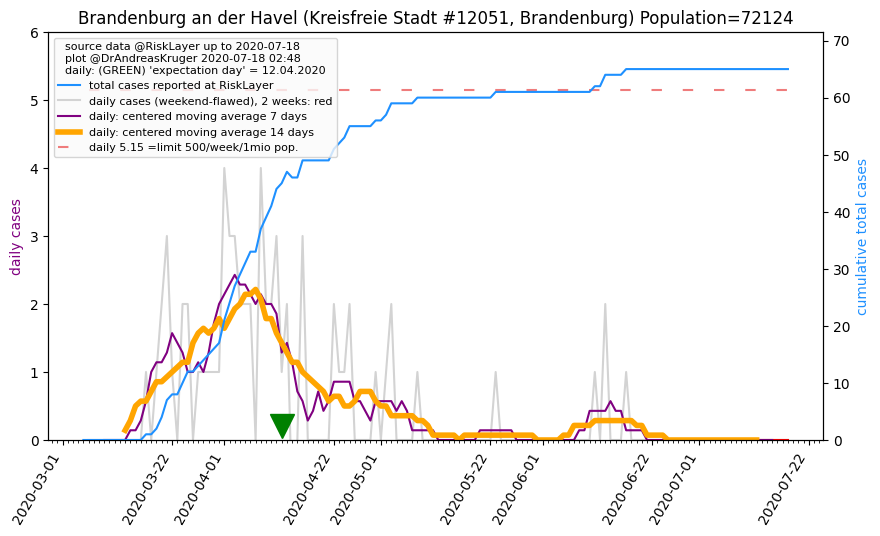 Brandenburg an der Havel (Kreisfreie Stadt #12051, Brandenburg) Population=72124
source data @RiskLayer up to 2020-07-18
plot @DrAndreasKruger 2020-07-18 02:48
daily: (GREEN) 'expectation day' = 12.04.2020
total cases reported at RiskLayer
daily cases (weekend-flawed), 2 weeks: red
daily: centered moving average 7 days
daily: centered moving average 14 days
daily 5.15 =limit 500/week/1mio pop.
daily cases
6
5
4
3
2
1
0
70
60
50
40
30
20
10
0
cumulative total cases
2020-03-01
2020-03-22
2020-04-01
2020-04-22
2020-05-01
2020-05-22
2020-06-01
2020-06-22
2020-07-01
2020-07-22